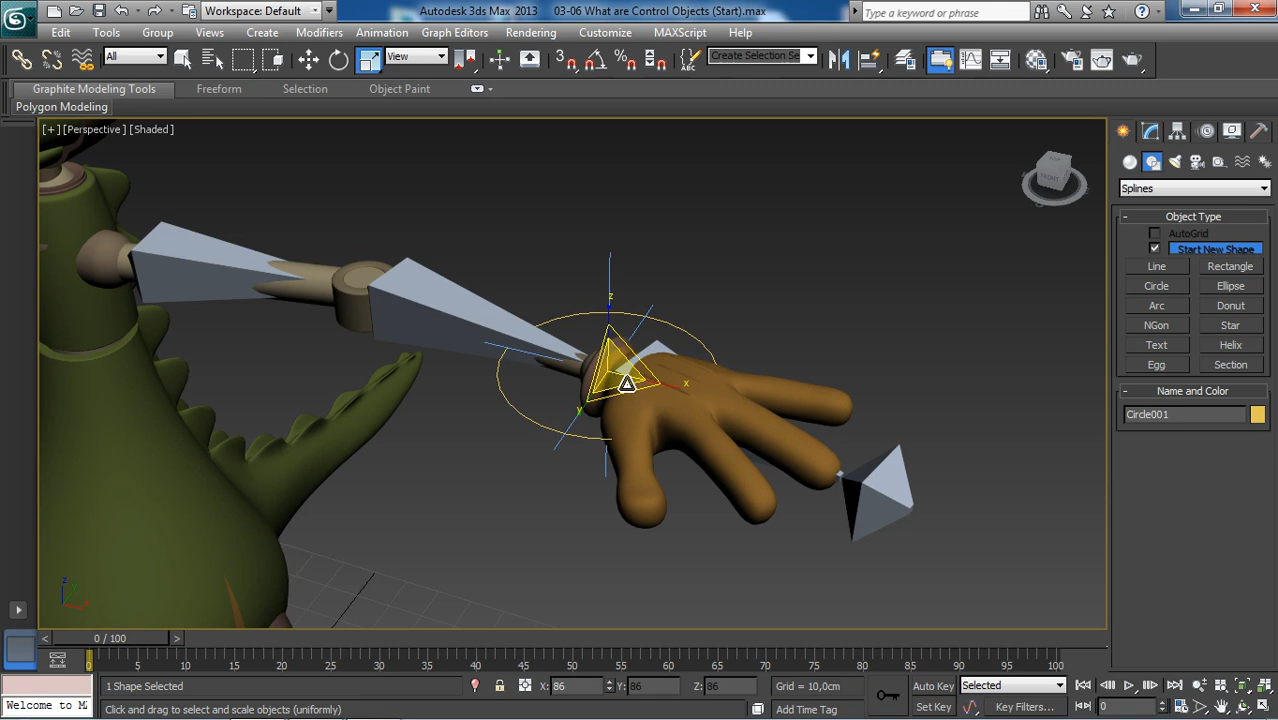 Workspace: Default
Autodesk 3ds Max 2013    03-06 What are Control Objects (Start).max
Type a keyword or phrase
Edit Tools Group Views Create Modifiers Animation Graph Editors Rendering Customize MAXScript Help
All
View
3
Create Selection Se
Graphite Modeling Tools Freeform Selection Object Paint
Polygon Modeling
[+] [Perspective ] [Shaded ]
TOP
FRONT
Splines
- Object Type
AutoGrid
Start New Shape
Line Rectangle
Circle Ellipse
Arc Donut
NGon Star
Text Helix
Egg Section
- Name and Color
Circle001
z
x
y
z
y
x
< 0 / 100 >
0 5 10 15 20 25 30 35 40 45 50 55 60 65 70 75 80 85 90 95 100
1 Shape Selected X: 86 Y: 86 Z: 86 Grid = 10,0cm Auto Key Selected
Welcome to M Click and drag to select and scale objects (uniformly) Add Time Tag Set Key Key Filters... 0